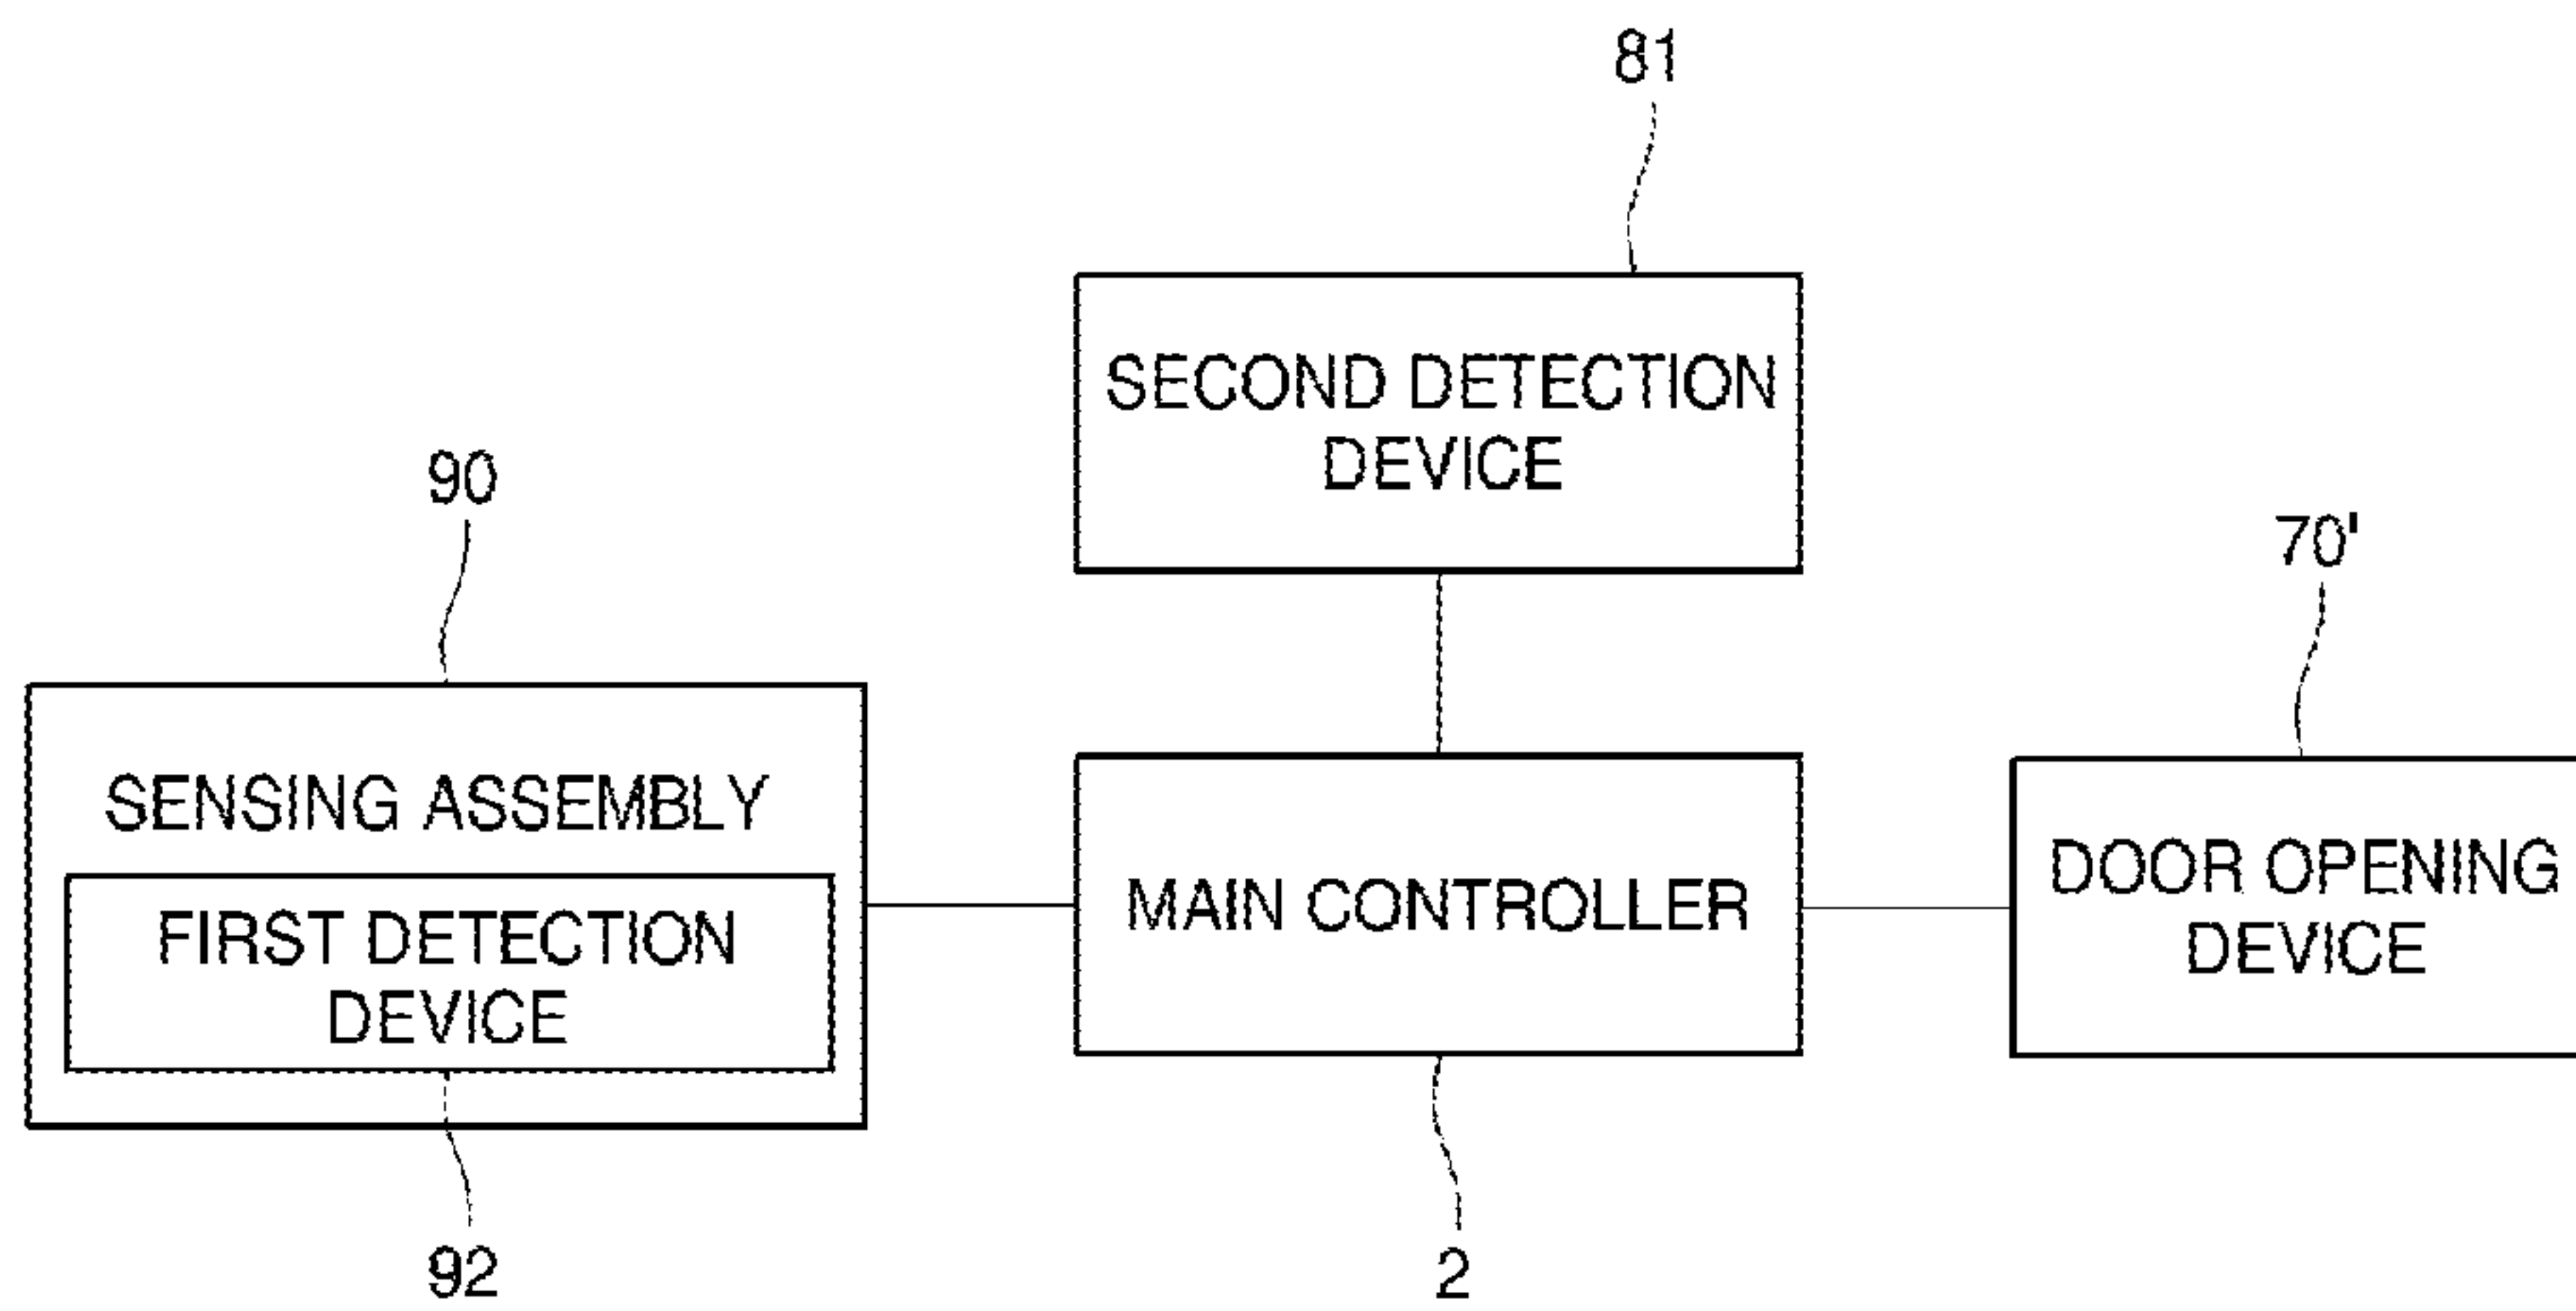 81
SECOND DETECTION
DEVICE
90
70'
SENSING ASSEMBLY
FIRST DETECTION
DEVICE
MAIN CONTROLLER
DOOR OPENING
DEVICE
92
2